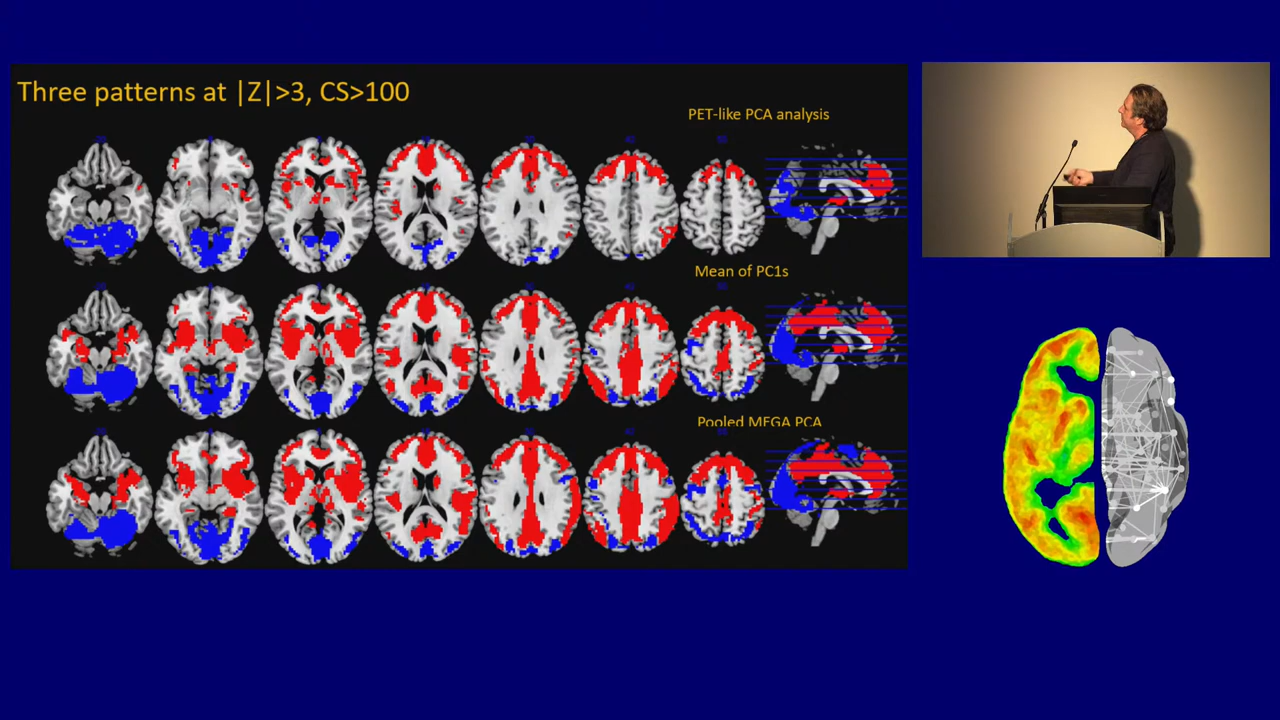 Three patterns at |Z|>3, CS>100
PET-like PCA analysis
Mean of PC1s
Pooled MEGA PCA